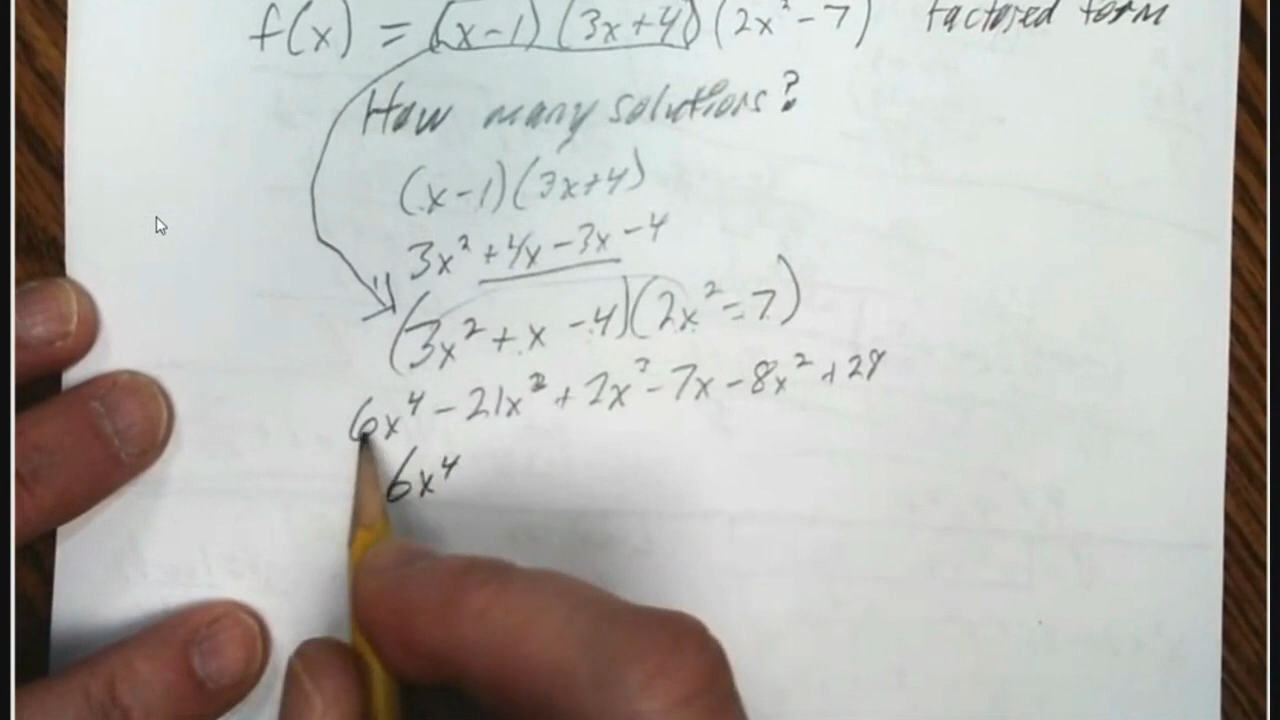 f(x) = (x-1)(3x+4)(2x²-7) factored form
How many solutions?
(x-1)(3x+4)
3x² +4x -3x -4
(3x² + x - 4)(2x² - 7)
6x⁴ - 21x² + 2x³ - 7x - 8x² + 28
6x⁴